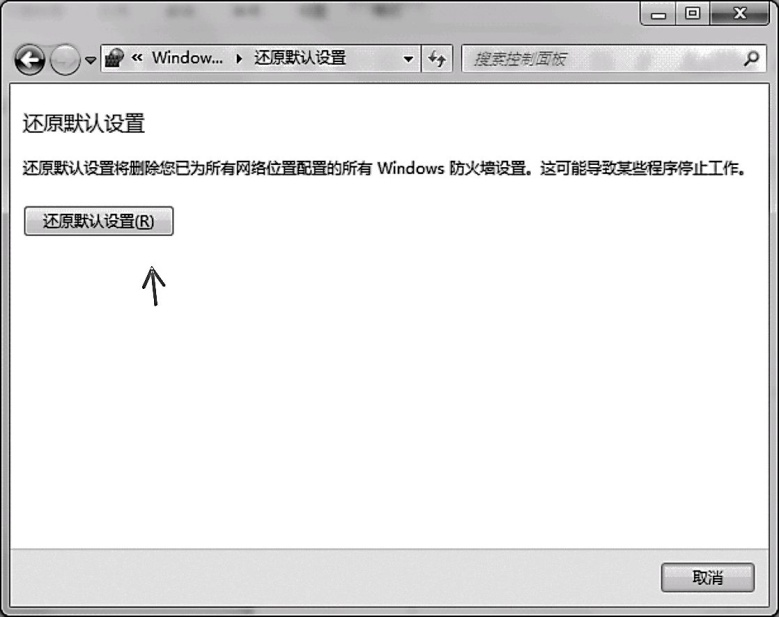 « Window... 还原默认设置 搜索控制面板
还原默认设置
还原默认设置将删除您已为所有网络位置配置的所有 Windows 防火墙设置。这可能导致某些程序停止工作。
还原默认设置(R)
取消